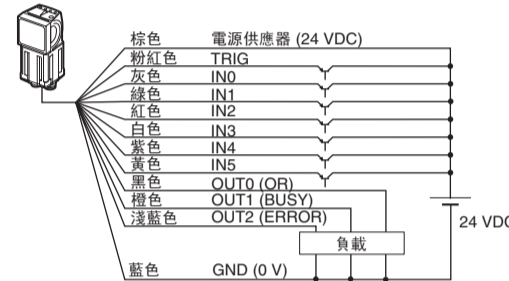 棕色 電源供應器 (24 VDC)
粉紅色 TRIG
灰色 IN0
綠色 IN1
紅色 IN2
白色 IN3
紫色 IN4
黃色 IN5
黑色 OUT0 (OR)
橙色 OUT1 (BUSY)
淺藍色 OUT2 (ERROR)
24 VDC
負載
藍色 GND (0 V)